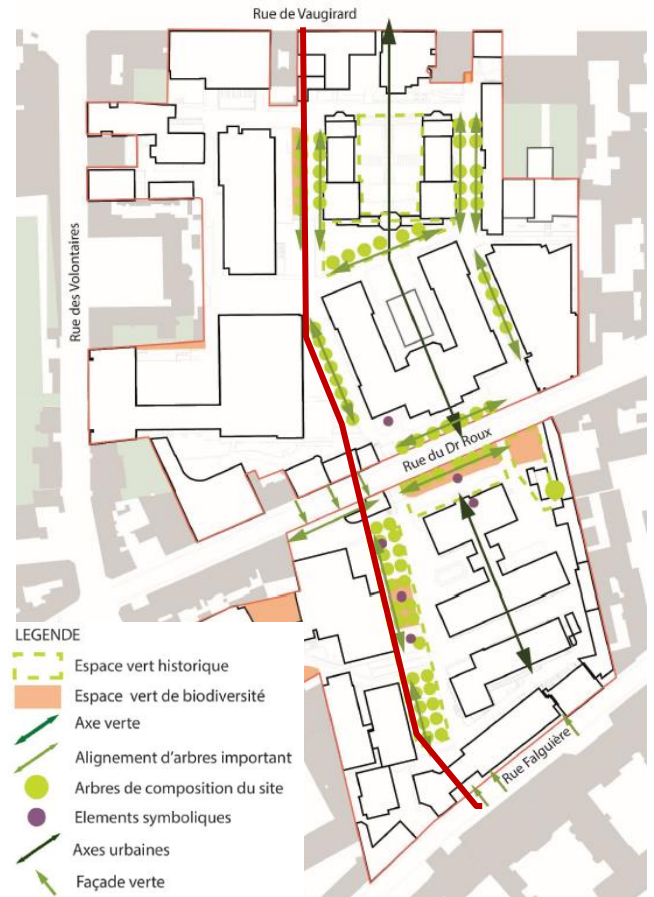 Rue de Vaugirard
Rue des Volontaires
Rue du Dr Roux
Rue Falguière
LEGENDE
Espace vert historique
Espace vert de biodiversité
Axe verte
Alignement d'arbres important
Arbres de composition du site
Elements symboliques
Axes urbaines
Façade verte